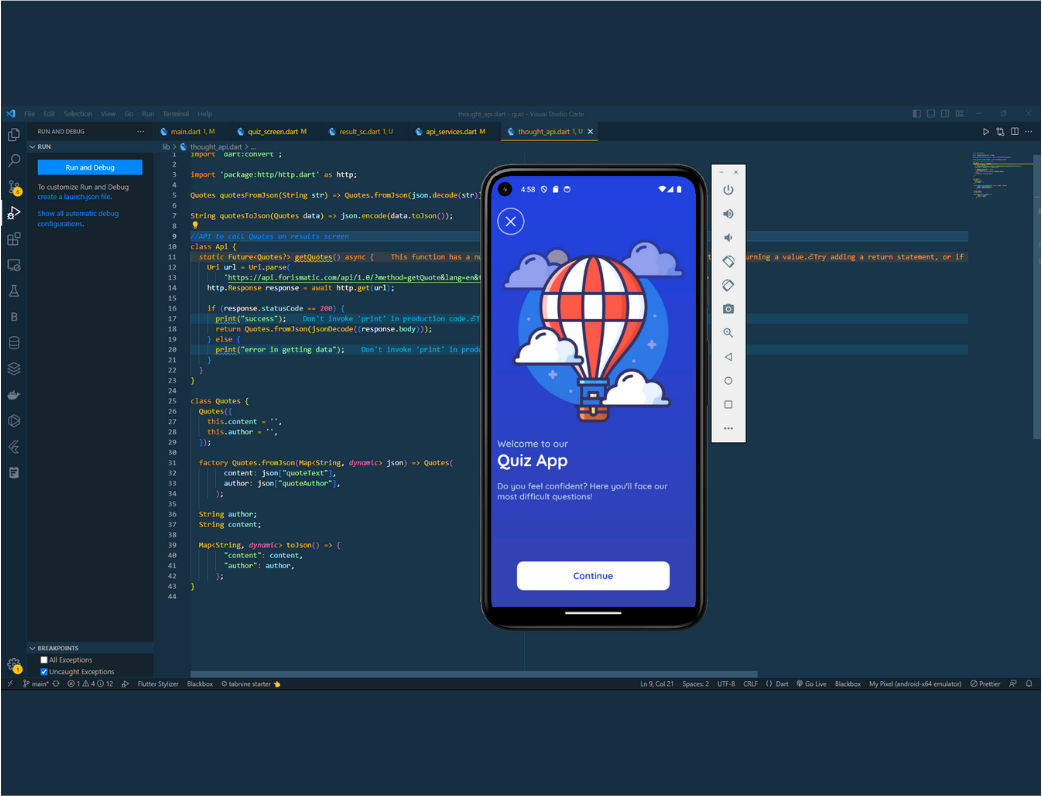 File Edit Selection View Go Run Terminal Help
thought_api.dart - quiz - Visual Studio Code
RUN AND DEBUG ...
main.dart 1, M
quiz_screen.dart M
result_sc.dart 1, U
api_services.dart M
thought_api.dart 1, U
RUN
Run and Debug
To customize Run and Debug
create a launch.json file.
Show all automatic debug
configurations.
lib > thought_api.dart > ...
1 import 'dart:convert';
2
3 import 'package:http/http.dart' as http;
4
5 Quotes quotesFromJson(String str) => Quotes.fromJson(json.decode(str)
6
7 String quotesToJson(Quotes data) => json.encode(data.toJson());
8
9 //API to call Quotes on results screen
10 class Api {
11 static Future<Quotes?> getQuotes() async { This function has a nu
urning a value. Try adding a return statement, or if
12 Uri url = Uri.parse(
13 'https://api.forismatic.com/api/1.0/?method=getQuote&lang=en&
14 http.Response response = await http.get(url);
15
16 if (response.statusCode == 200) {
17 print("success"); Don't invoke 'print' in production code. T
18 return Quotes.fromJson(jsonDecode((response.body)));
19 } else {
20 print("error in getting data"); Don't invoke 'print' in prod
21 }
22 }
23 }
24
25 class Quotes {
26 Quotes({
27 this.content = '',
28 this.author = '',
29 });
30
31 factory Quotes.fromJson(Map<String, dynamic> json) => Quotes(
32 content: json["quoteText"],
33 author: json["quoteAuthor"],
34 );
35
36 String author;
37 String content;
38
39 Map<String, dynamic> toJson() => {
40 "content": content,
41 "author": author,
42 };
43 }
44
4:58
Welcome to our
Quiz App
Do you feel confident? Here you'll face our
most difficult questions!
Continue
BREAKPOINTS
All Exceptions
Uncaught Exceptions
main* 1 4 12 Flutter Stylizer Blackbox tabnine starter
Ln 9, Col 21 Spaces: 2 UTF-8 CRLF {} Dart Go Live Blackbox My Pixel (android-x64 emulator) Prettier